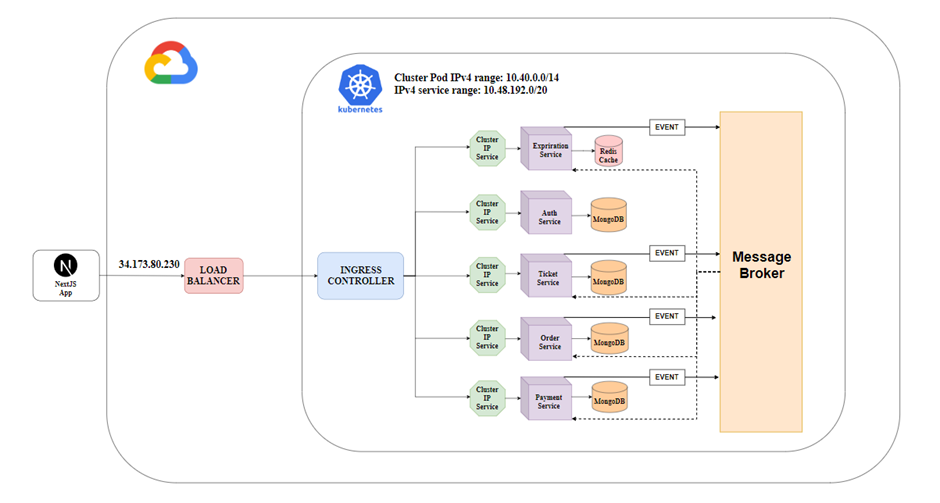 Cluster Pod IPv4 range: 10.40.0.0/14
IPv4 service range: 10.48.192.0/20
kubernetes
Cluster
IP
Service
Expiration
Service
Redis
Cache
EVENT
Cluster
IP
Service
Auth
Service
MongoDB
34.173.80.230
NextJS
App
LOAD
BALANCER
INGRESS
CONTROLLER
Cluster
IP
Service
Ticket
Service
MongoDB
EVENT
Message
Broker
Cluster
IP
Service
Order
Service
MongoDB
EVENT
Cluster
IP
Service
Payment
Service
MongoDB
EVENT